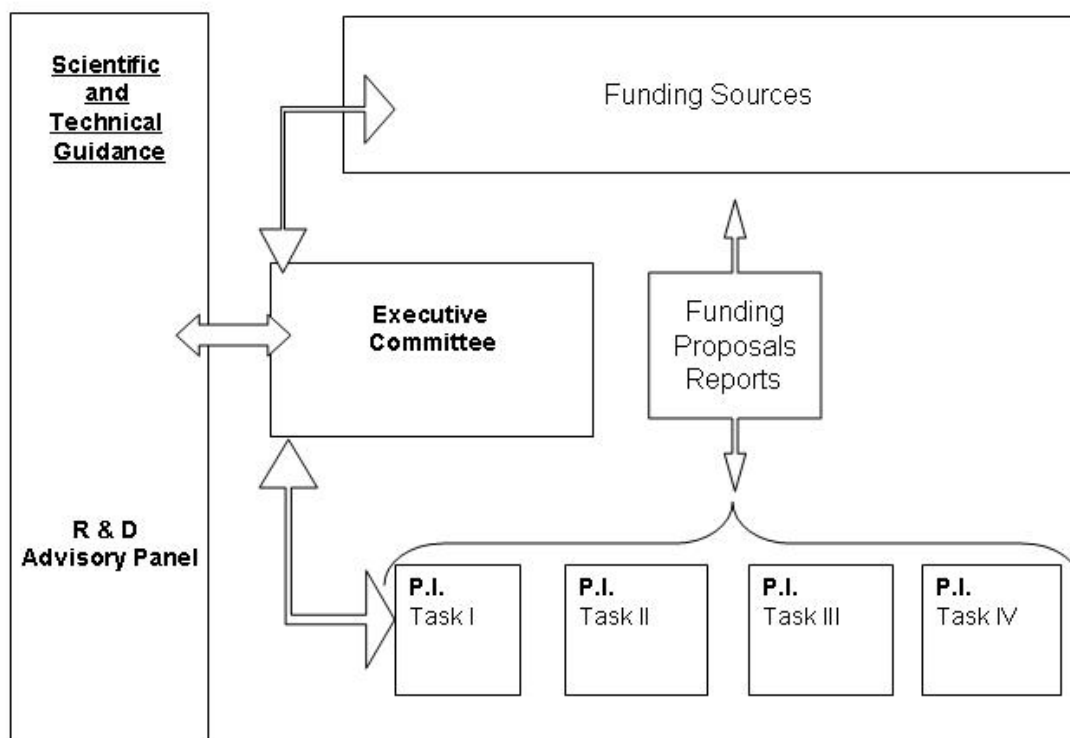 Scientific
and
Technical
Guidance
R & D
Advisory Panel
Funding Sources
Executive
Committee
Funding
Proposals
Reports
P.I.
Task I
P.I.
Task II
P.I.
Task III
P.I.
Task IV